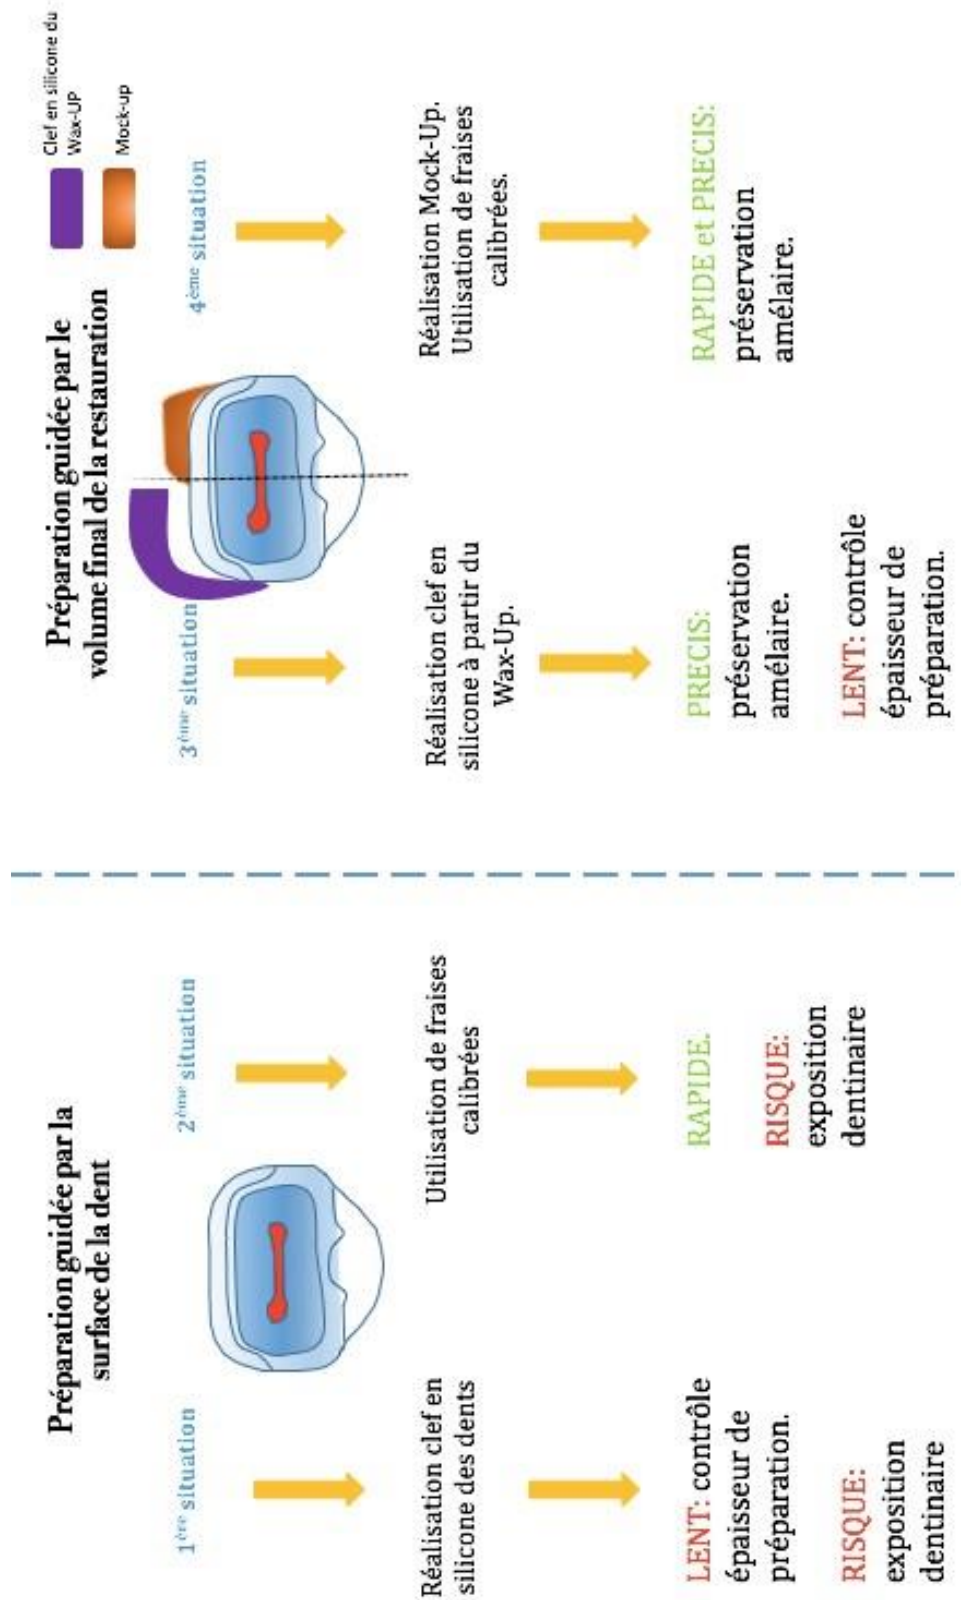 Préparation guidée par la
surface de la dent
1ère situation
Réalisation clef en
silicone des dents
LENT: contrôle
épaisseur de
préparation.
RISQUE:
exposition
dentinaire
2ème situation
Utilisation de fraises
calibrées
RAPIDE.
RISQUE:
exposition
dentinaire
Préparation guidée par le
volume final de la restauration
Clef en silicone du
Wax-UP
Mock-up
3ème situation
Réalisation clef en
silicone à partir du
Wax-Up.
PRECIS:
préservation
amélaire.
LENT: contrôle
épaisseur de
préparation.
4ème situation
Réalisation Mock-Up.
Utilisation de fraises
calibrées.
RAPIDE et PRECIS:
préservation
amélaire.